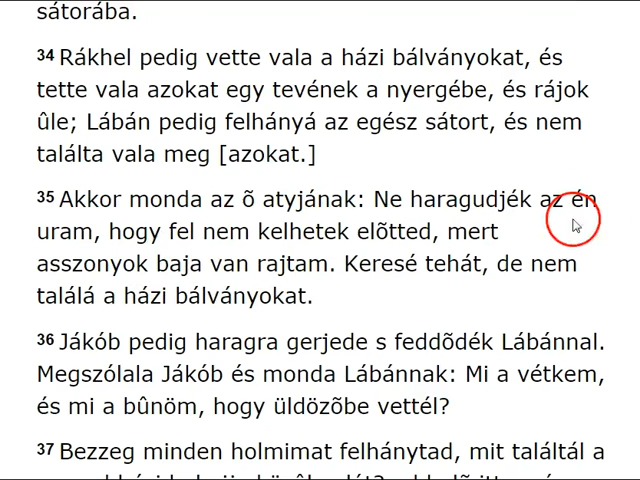 sátorába.
34 Rákhel pedig vette vala a házi bálványokat, és
tette vala azokat egy tevének a nyergébe, és rájok
ûle; Lábán pedig felhányá az egész sátort, és nem
találta vala meg [azokat.]
35 Akkor monda az õ atyjának: Ne haragudjék az én
uram, hogy fel nem kelhetek elõtted, mert
asszonyok baja van rajtam. Keresé tehát, de nem
találá a házi bálványokat.
36 Jákób pedig haragra gerjede s feddõdék Lábánnal.
Megszólala Jákób és monda Lábánnak: Mi a vétkem,
és mi a bûnöm, hogy üldözõbe vettél?
37 Bezzeg minden holmimat felhánytad, mit találtál a